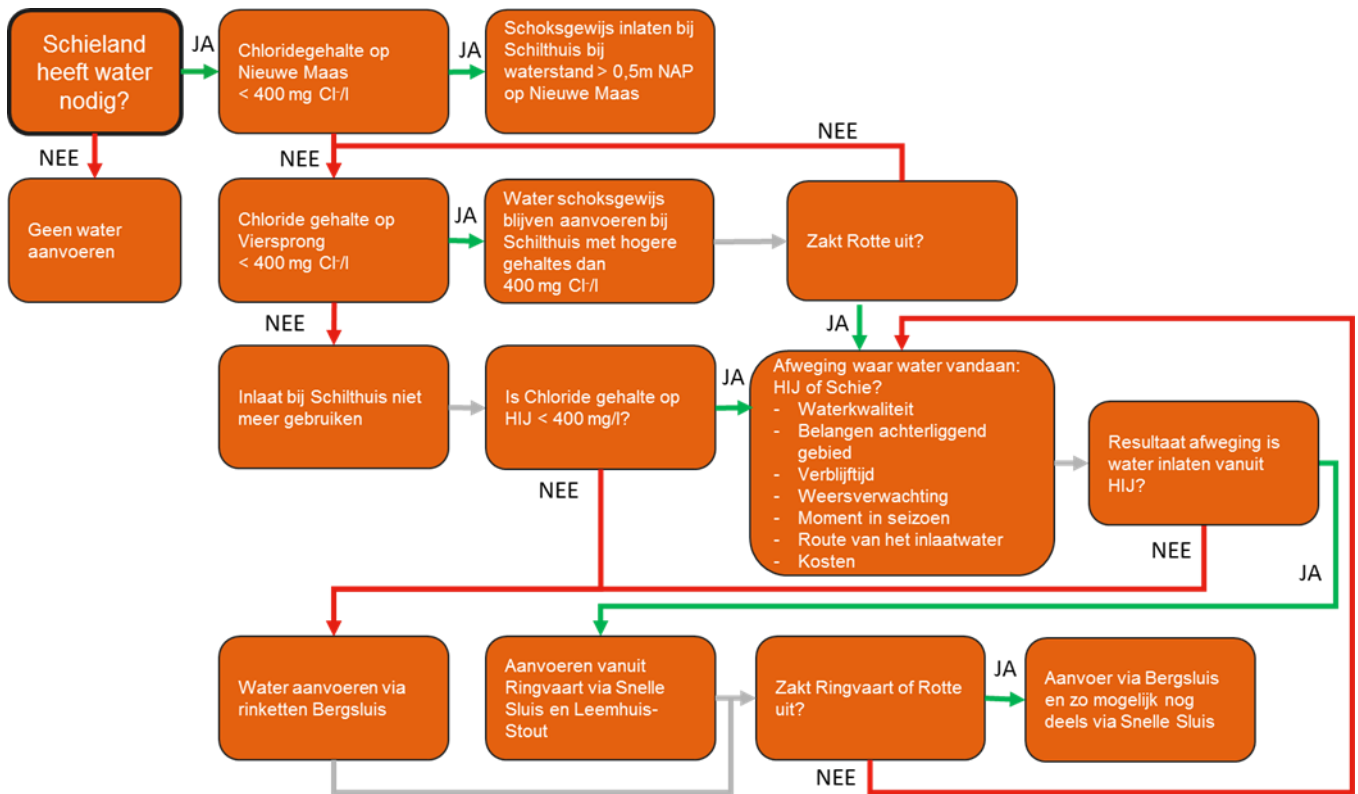 Schieland
heeft water
nodig?
JA
Chloridegehalte op
Nieuwe Maas
< 400 mg Cl-/l
JA
Schoksgewijs inlaten bij
Schilthuis bij
waterstand > 0,5m NAP
op Nieuwe Maas
NEE
NEE
NEE
Geen water
aanvoeren
Chloride gehalte op
Viersprong
< 400 mg Cl-/l
JA
Water schoksgewijs
blijven aanvoeren bij
Schilthuis met hogere
gehaltes dan
400 mg Cl-/l
Zakt Rotte uit?
NEE
JA
Inlaat bij Schilthuis niet
meer gebruiken
Is Chloride gehalte op
HIJ < 400 mg/l?
JA
Afweging waar water vandaan:
HIJ of Schie?
- Waterkwaliteit
- Belangen achterliggend
gebied
- Verblijftijd
- Weersverwachting
- Moment in seizoen
- Route van het inlaatwater
- Kosten
Resultaat afweging is
water inlaten vanuit
HIJ?
NEE
NEE
JA
Water aanvoeren via
rinketten Bergsluis
Aanvoeren vanuit
Ringvaart via Snelle
Sluis en Leemhuis-
Stout
Zakt Ringvaart of Rotte
uit?
JA
Aanvoer via Bergsluis
en zo mogelijk nog
deels via Snelle Sluis
NEE